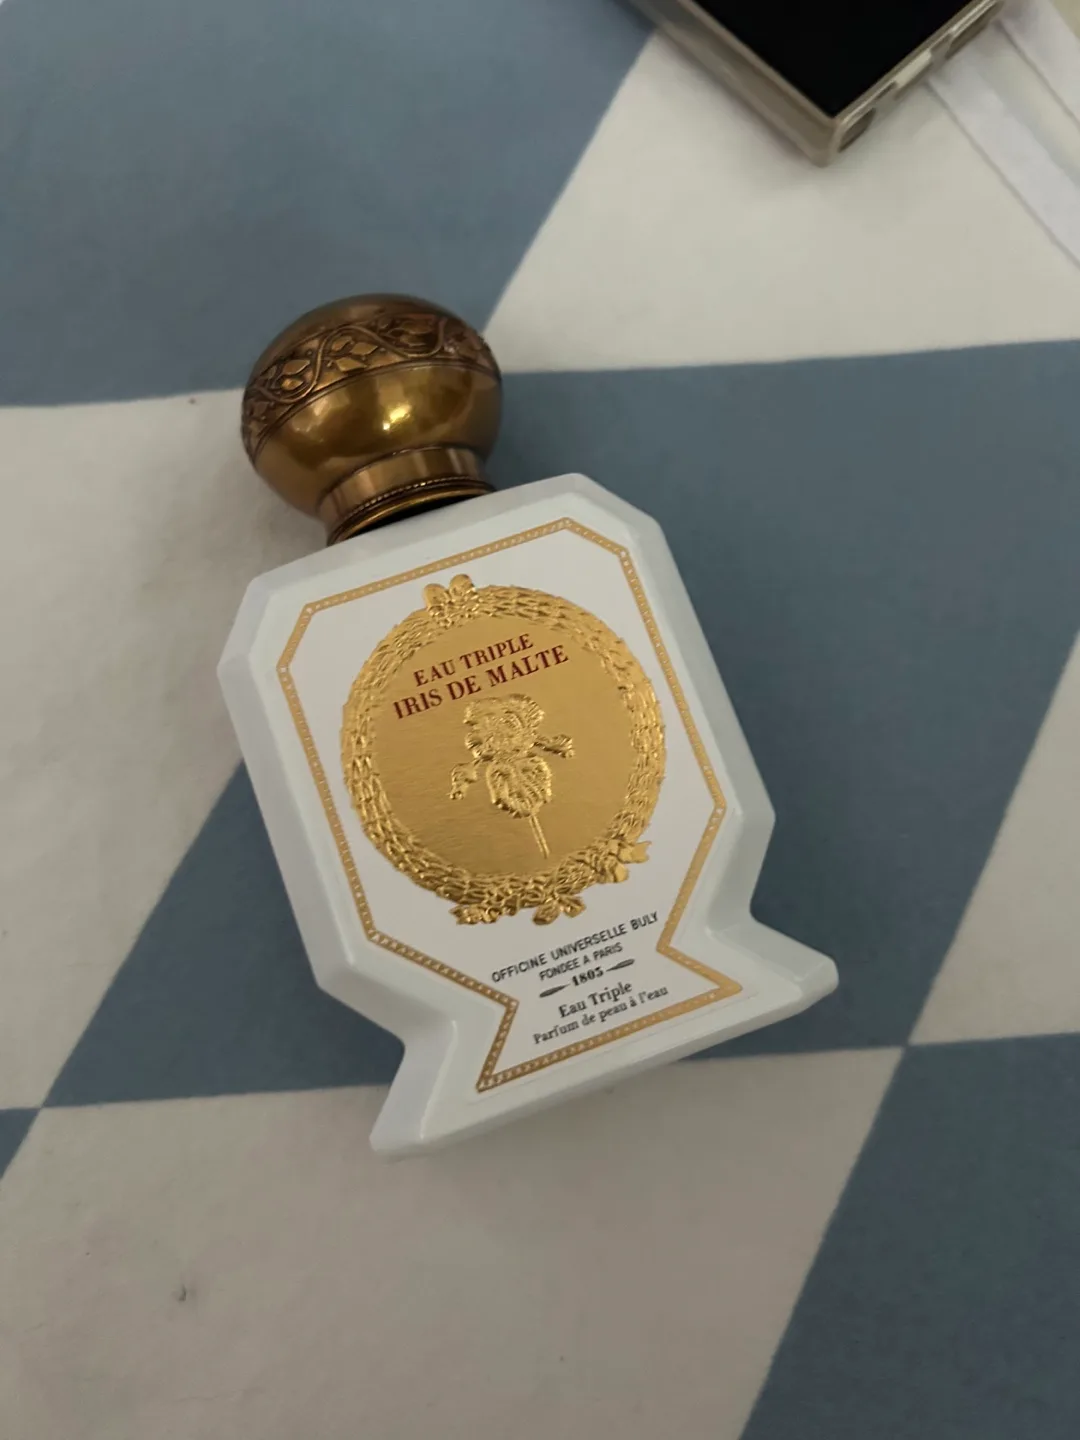 EAU TRIPLE
IRIS DE MALTE
OFFICINE UNIVERSELLE BULY
FONDEE A PARIS
1803
Eau Triple
Parfum de peau à l'eau